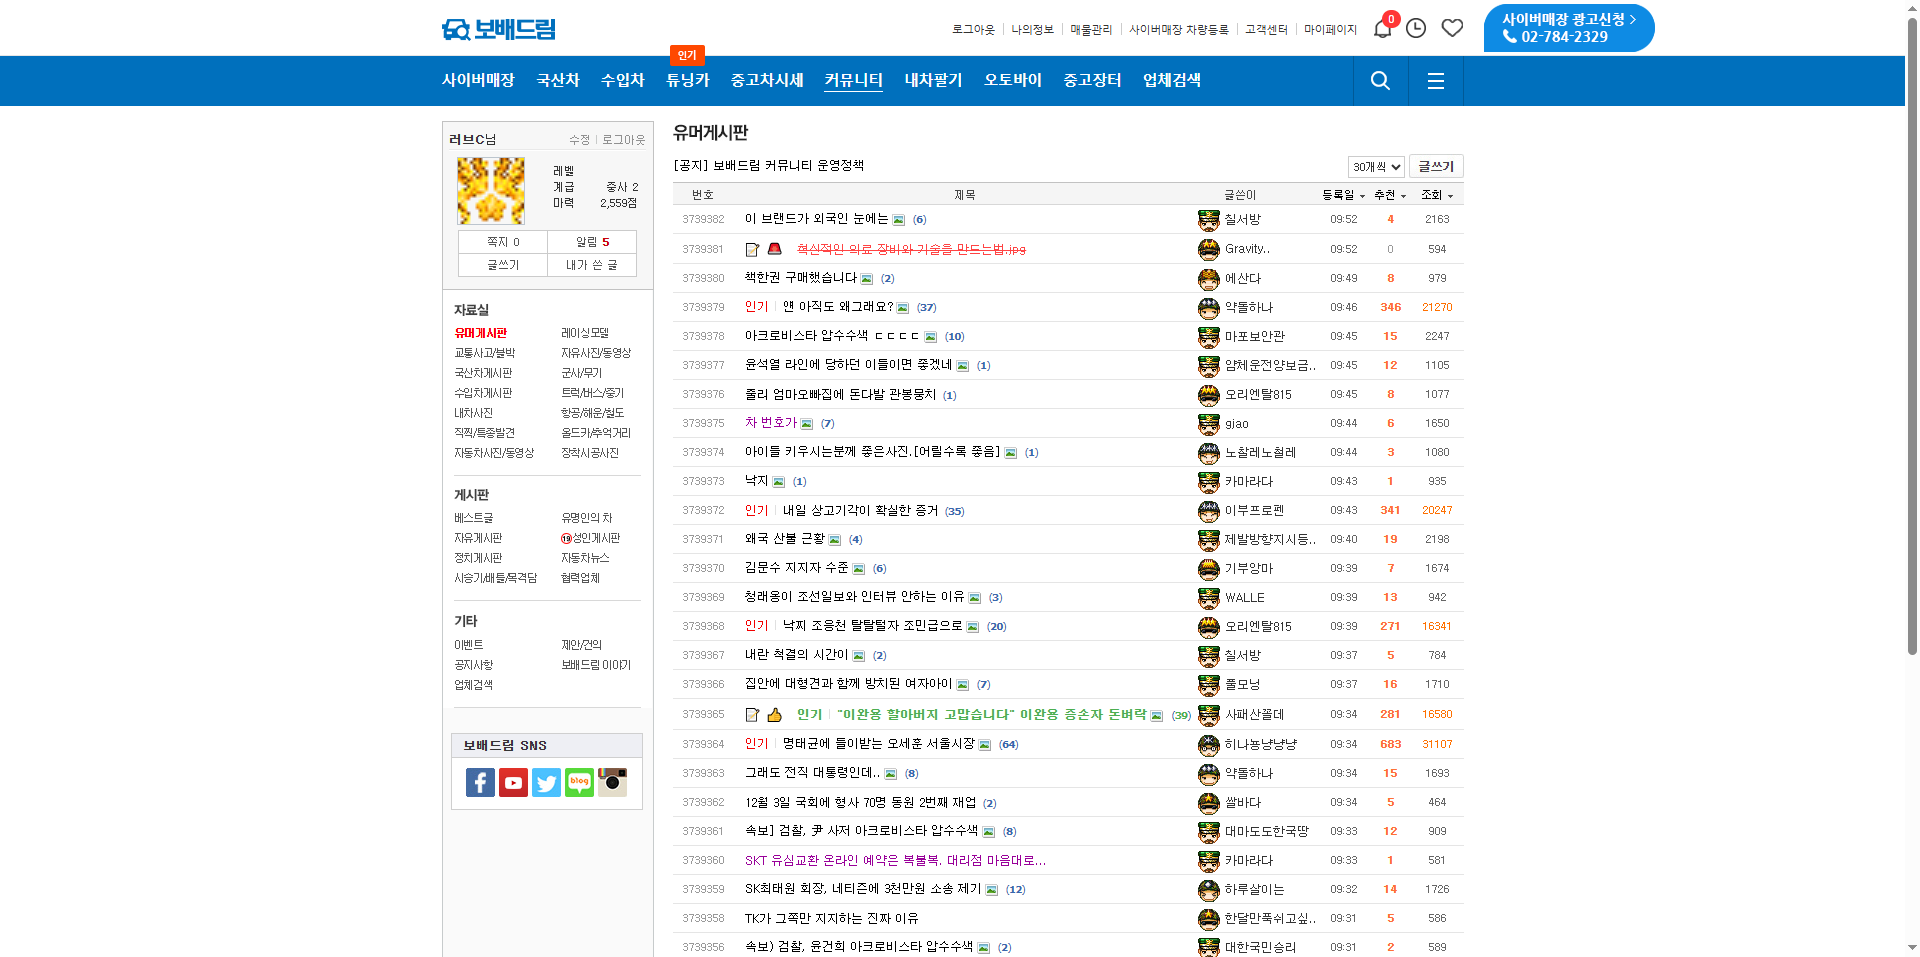 보배드림
로그아웃 나의정보 매물관리 사이버매장 차량등록 고객센터 마이페이지 0
사이버매장 광고신청 >
02-784-2329
인기
사이버매장 국산차 수입차 튜닝카 중고차시세 커뮤니티 내차팔기 오토바이 중고장터 업체검색
러브C님 수정 로그아웃
레벨
계급 중사 2
마력 2,559점
쪽지 0 알림 5
글쓰기 내가 쓴 글
자료실
유머게시판 레이싱모델
교통사고/블박 자유사진/동영상
국산차게시판 군사/무기
수입차게시판 트럭/버스/중기
내차사진 항공/해운/철도
직찍/특종발견 올드카/추억거리
자동차사진/동영상 장착시공사진
게시판
베스트글 유명인의 차
자유게시판 19성인게시판
정치게시판 자동차뉴스
시승기/배틀/목격담 협력업체
기타
이벤트 제안/건의
공지사항 보배드림 이야기
업체검색
보배드림 SNS
blog
유머게시판
[공지] 보배드림 커뮤니티 운영정책 30개씩 글쓰기
번호 제목 글쓴이 등록일 추천 조회
3739382 이 브랜드가 외국인 눈에는 (6) 칠서방 09:52 4 2163
3739381 혁신적인 의료 장비와 기술을 만드는법.jpg Gravity.. 09:52 0 594
3739380 책한권 구매했습니다 (2) 에산다 09:49 8 979
3739379 인기 얜 아직도 왜그래요? (37) 약돌하나 09:46 346 21270
3739378 아크로비스타 압수수색 ㄷㄷㄷㄷ (10) 마포보안관 09:45 15 2247
3739377 윤석열 라인에 당하던 이들이면 좋겠네 (1) 얌체운전양보금.. 09:45 12 1105
3739376 줄리 엄마오빠집에 돈다발 관봉뭉치 (1) 오리엔탈815 09:45 8 1077
3739375 차 번호가 (7) giao 09:44 6 1650
3739374 아이들 키우시는분께 좋은사진.[어릴수록 좋음] (1) 노찰레노철레 09:44 3 1080
3739373 낙지 (1) 카마라다 09:43 1 935
3739372 인기 내일 상고기각이 확실한 증거 (35) 이부프로펜 09:43 341 20247
3739371 왜국 산불 근황 (4) 제발방향지시등.. 09:40 19 2198
3739370 김문수 지지자 수준 (6) 기부앙마 09:39 7 1674
3739369 청래옹이 조선일보와 인터뷰 안하는 이유 (3) WALLE 09:39 13 942
3739368 인기 낙찌 조응천 탈탈털자 조민급으로 (20) 오리엔탈815 09:39 271 16341
3739367 내란 척결의 시간이 (2) 칠서방 09:37 5 784
3739366 집안에 대형견과 함께 방치된 여자아이 (7) 풀모닝 09:37 16 1710
3739365 인기 "이완용 할아버지 고맙습니다" 이완용 증손자 돈벼락 (39) 사패산꼴데 09:34 281 16580
3739364 인기 명태균에 들이받는 오세훈 서울시장 (64) 히나뇽냥냥냥 09:34 683 31107
3739363 그래도 전직 대통령인데.. (8) 약돌하나 09:34 15 1693
3739362 12월 3일 국회에 형사 70명 동원 2번째 재업 (2) 쌀바다 09:34 5 464
3739361 속보] 검찰, 尹 사저 아크로비스타 압수수색 (8) 대마도도한국땅 09:33 12 909
3739360 SKT 유심교환 온라인 예약은 복불복. 대리점 마음대로... 카마라다 09:33 1 581
3739359 SK최태원 회장, 네티즌에 3천만원 소송 제기 (12) 하루살이는 09:32 14 1726
3739358 TK가 그쪽만 지지하는 진짜 이유 한달만푹쉬고싶.. 09:31 5 586
3739356 속보) 검찰, 윤건희 아크로비스타 압수수색 (2) 대한국민승리 09:31 2 589